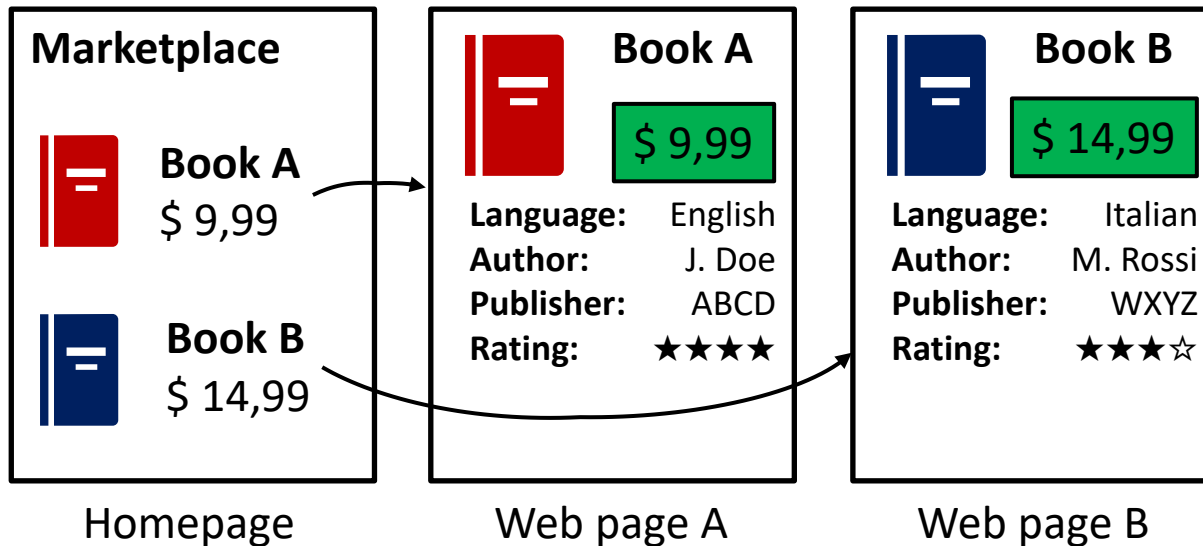 Marketplace
Book A
$ 9,99
Book B
$ 14,99
Homepage
Book A
$ 9,99
Language: English
Author: J. Doe
Publisher: ABCD
Rating: ★★★★
Web page A
Book B
$ 14,99
Language: Italian
Author: M. Rossi
Publisher: WXYZ
Rating: ★★★☆
Web page B